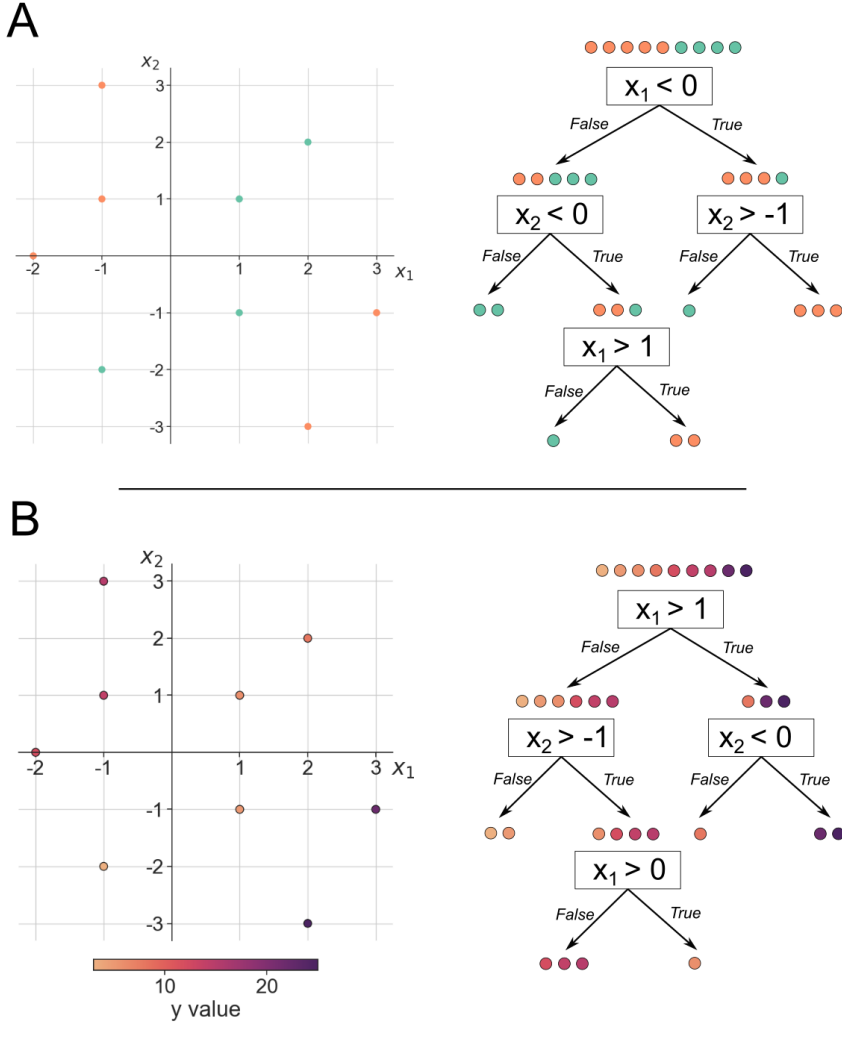 A
x₂
3
2
1
-2 -1 1 2 3 x₁
-1
-2
-3
x₁ < 0
False True
x₂ < 0 x₂ > -1
False True False True
x₁ > 1
False True
B
x₂
3
2
1
-2 -1 1 2 3 x₁
-1
-2
-3
10 20
y value
x₁ > 1
False True
x₂ > -1 x₂ < 0
False True False True
x₁ > 0
False True